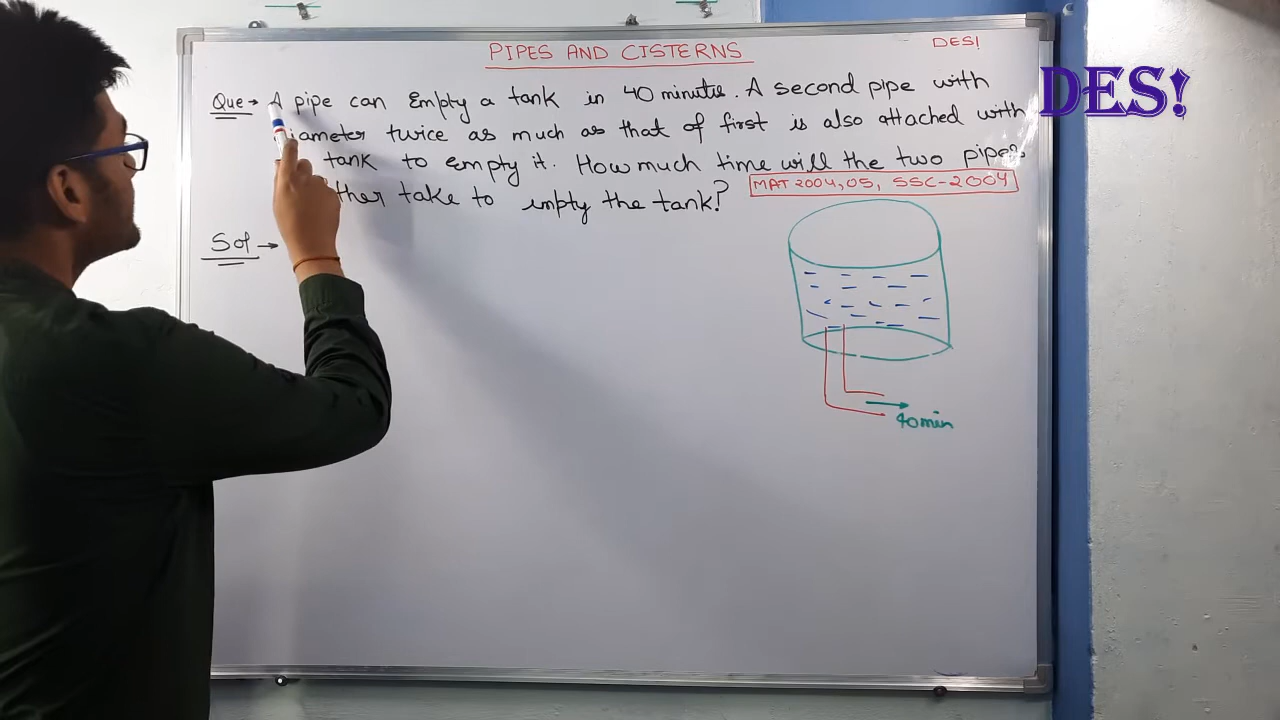 PIPES AND CISTERNS
DES!
DES!
Que → A pipe can Empty a tank in 40 minutes. A second pipe with
diameter twice as much as that of first is also attached with
tank to empty it. How much time will the two pipes
take to empty the tank?
MAT 2004,05, SSC-2004
Sol →
40 min